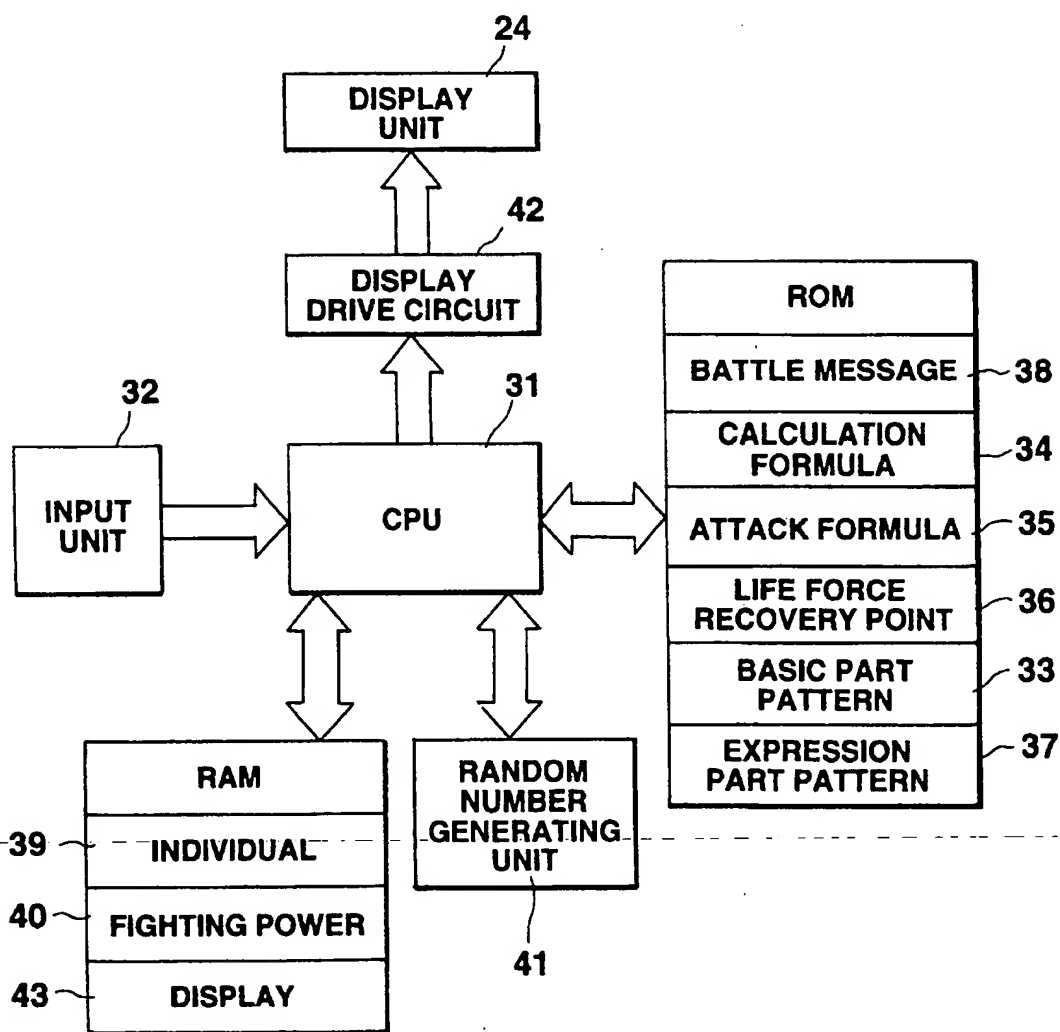 24
DISPLAY
UNIT
42
DISPLAY
DRIVE CIRCUIT
32
INPUT
UNIT
31
CPU
ROM
BATTLE MESSAGE
38
CALCULATION
FORMULA
34
ATTACK FORMULA
35
LIFE FORCE
RECOVERY POINT
36
BASIC PART
PATTERN
33
EXPRESSION
PART PATTERN
37
RAM
39
INDIVIDUAL
40
FIGHTING POWER
43
DISPLAY
RANDOM
NUMBER
GENERATING
UNIT
41